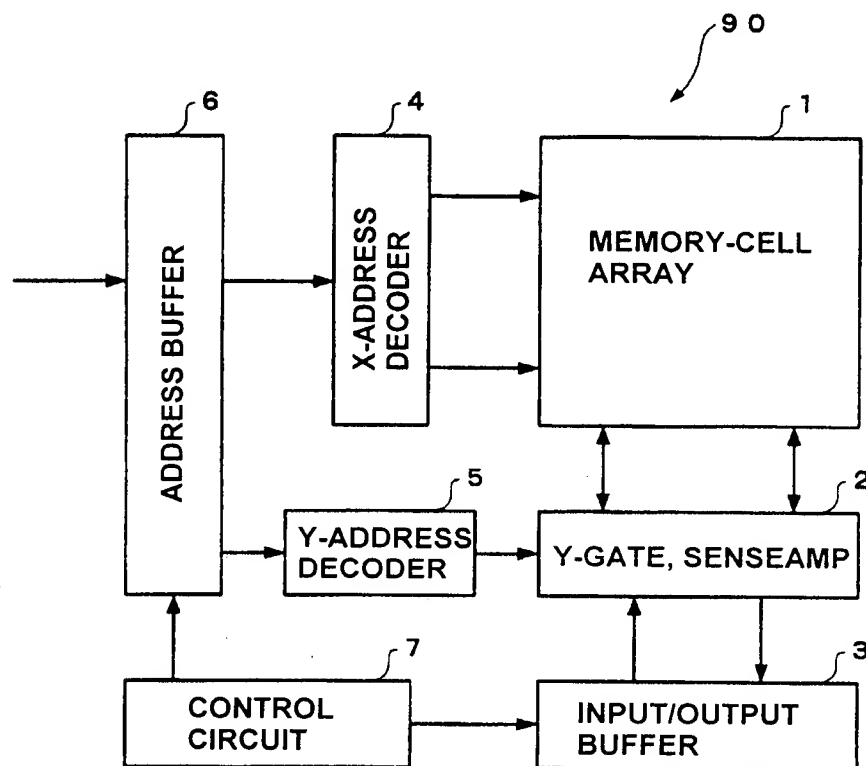 90
6
4
1
ADDRESS BUFFER
X-ADDRESS
DECODER
MEMORY-CELL
ARRAY
5
2
Y-ADDRESS
DECODER
Y-GATE, SENSEAMP
7
3
CONTROL
CIRCUIT
INPUT/OUTPUT
BUFFER